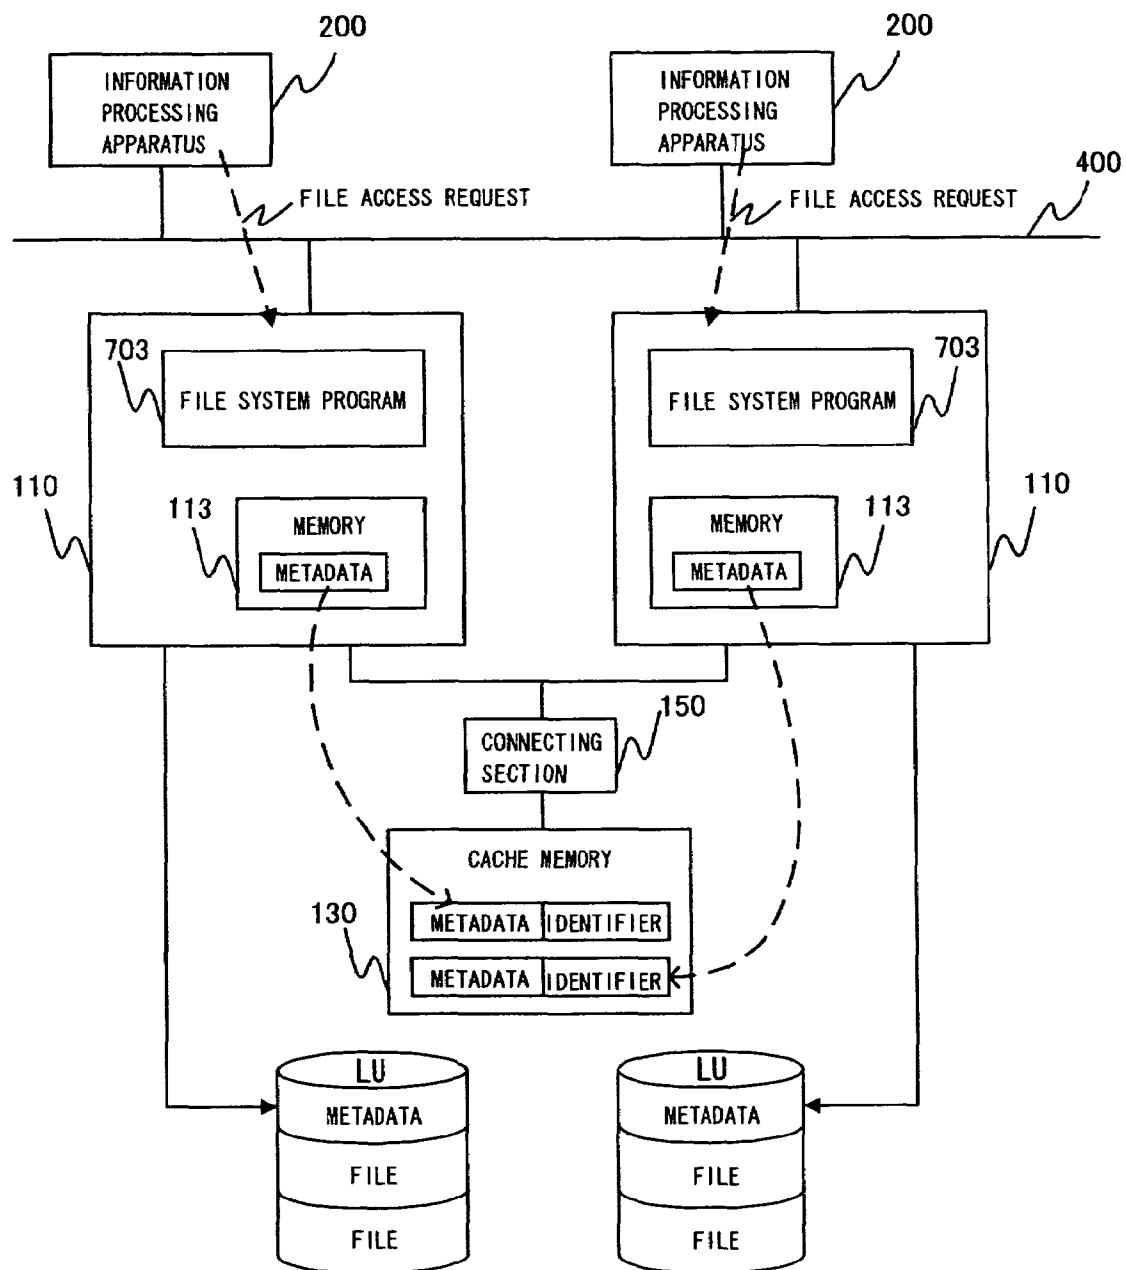 200
200
INFORMATION
PROCESSING
APPARATUS
INFORMATION
PROCESSING
APPARATUS
400
FILE ACCESS REQUEST
FILE ACCESS REQUEST
703
703
FILE SYSTEM PROGRAM
FILE SYSTEM PROGRAM
110
113
MEMORY
METADATA
MEMORY
METADATA
113
110
150
CONNECTING
SECTION
CACHE MEMORY
130
METADATA IDENTIFIER
METADATA IDENTIFIER
LU
METADATA
FILE
FILE
LU
METADATA
FILE
FILE